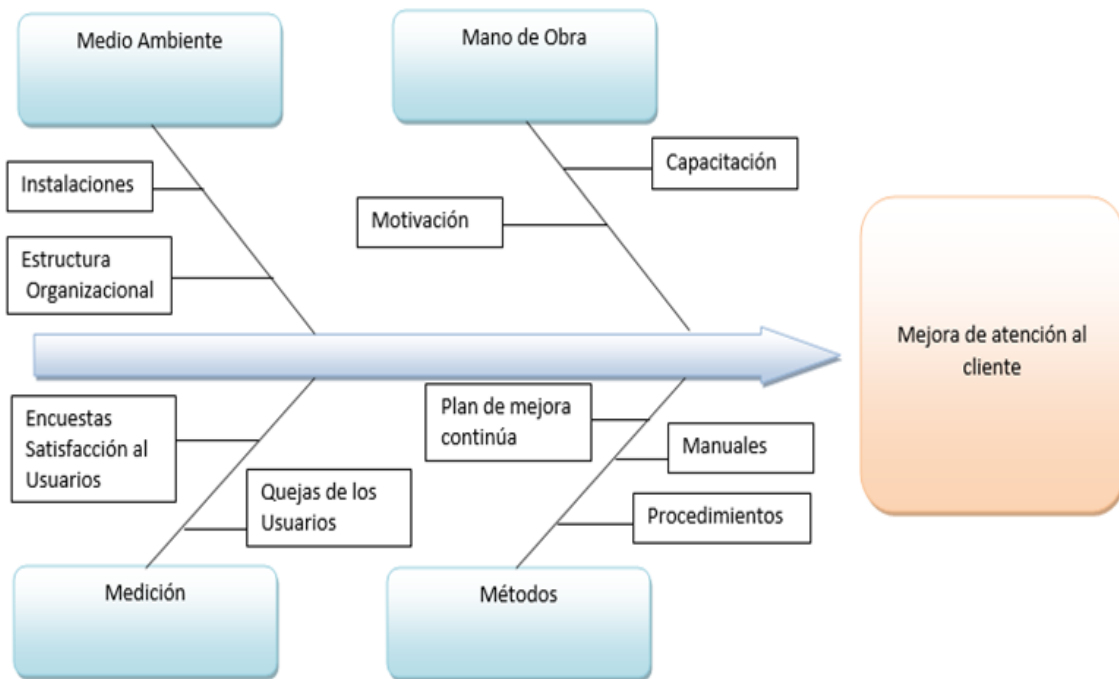 Medio Ambiente
Mano de Obra
Capacitación
Instalaciones
Motivación
Estructura
Organizacional
Mejora de atención al
cliente
Encuestas
Satisfacción al
Usuarios
Plan de mejora
continúa
Manuales
Quejas de los
Usuarios
Procedimientos
Medición
Métodos